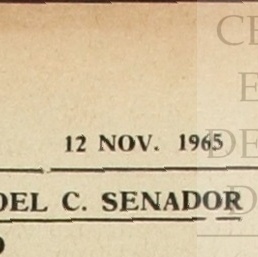 12 NOV. 1965
DEL C. SENADOR